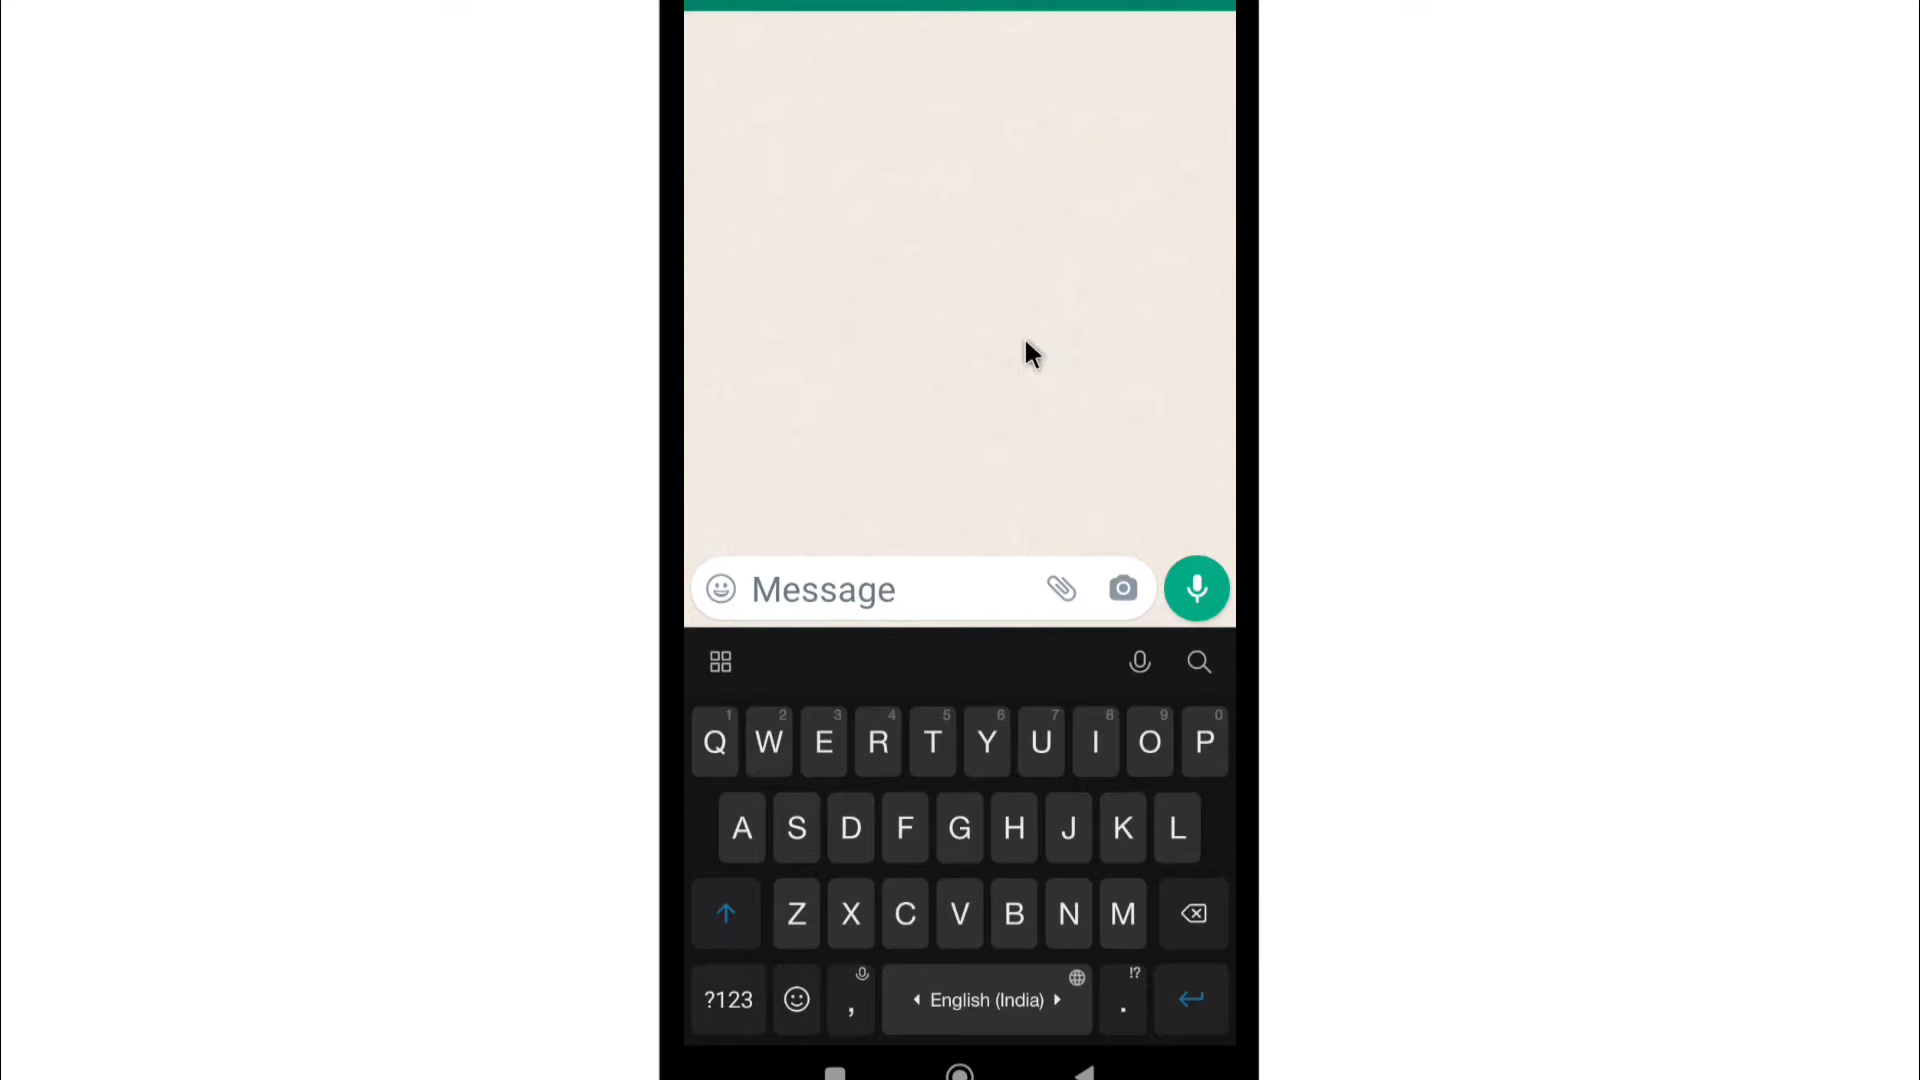 Message
1 2 3 4 5 6 7 8 9 0
Q W E R T Y U I O P
A S D F G H J K L
Z X C V B N M
!?
?123 , English (India) .